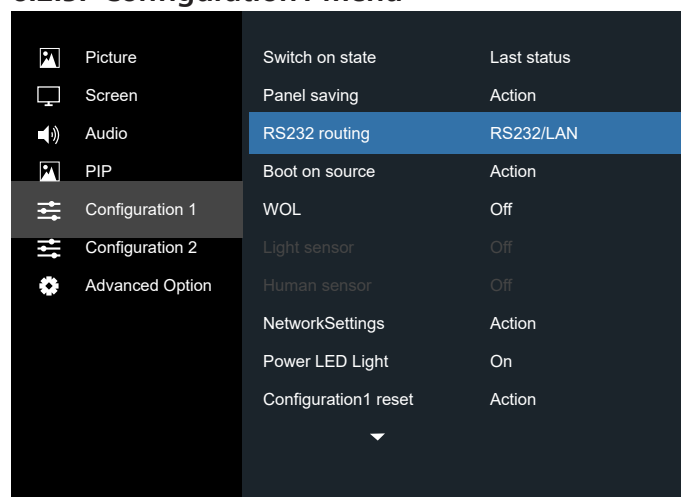 Picture
Screen
Audio
PIP
Configuration 1
Configuration 2
Advanced Option
Switch on state Last status
Panel saving Action
RS232 routing RS232/LAN
Boot on source Action
WOL Off
Light sensor Off
Human sensor Off
NetworkSettings Action
Power LED Light On
Configuration1 reset Action